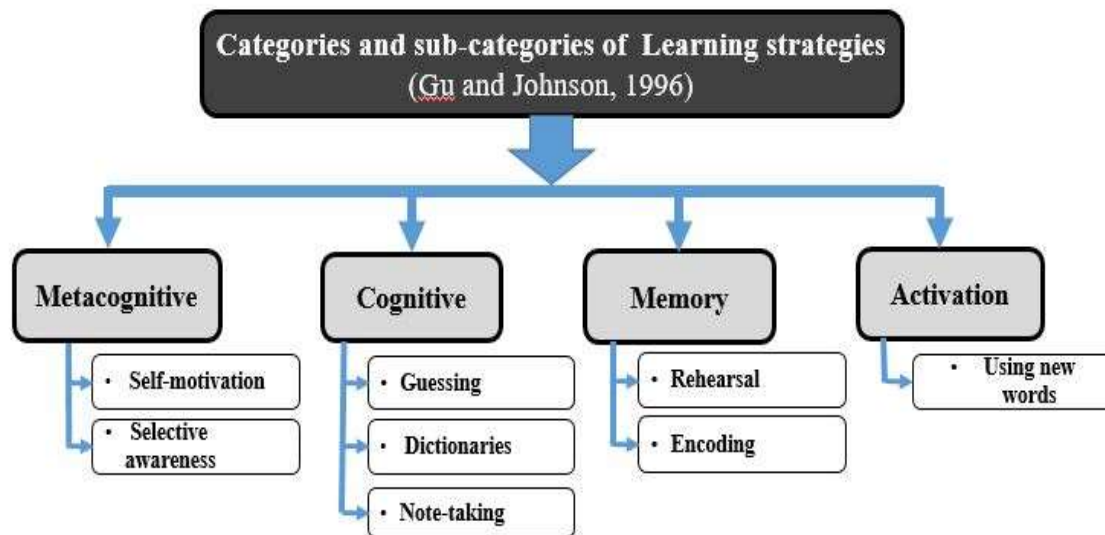 Categories and sub-categories of Learning strategies
(Gu and Johnson, 1996)
Metacognitive
• Self-motivation
• Selective
awareness
Cognitive
• Guessing
• Dictionaries
• Note-taking
Memory
• Rehearsal
• Encoding
Activation
• Using new
words